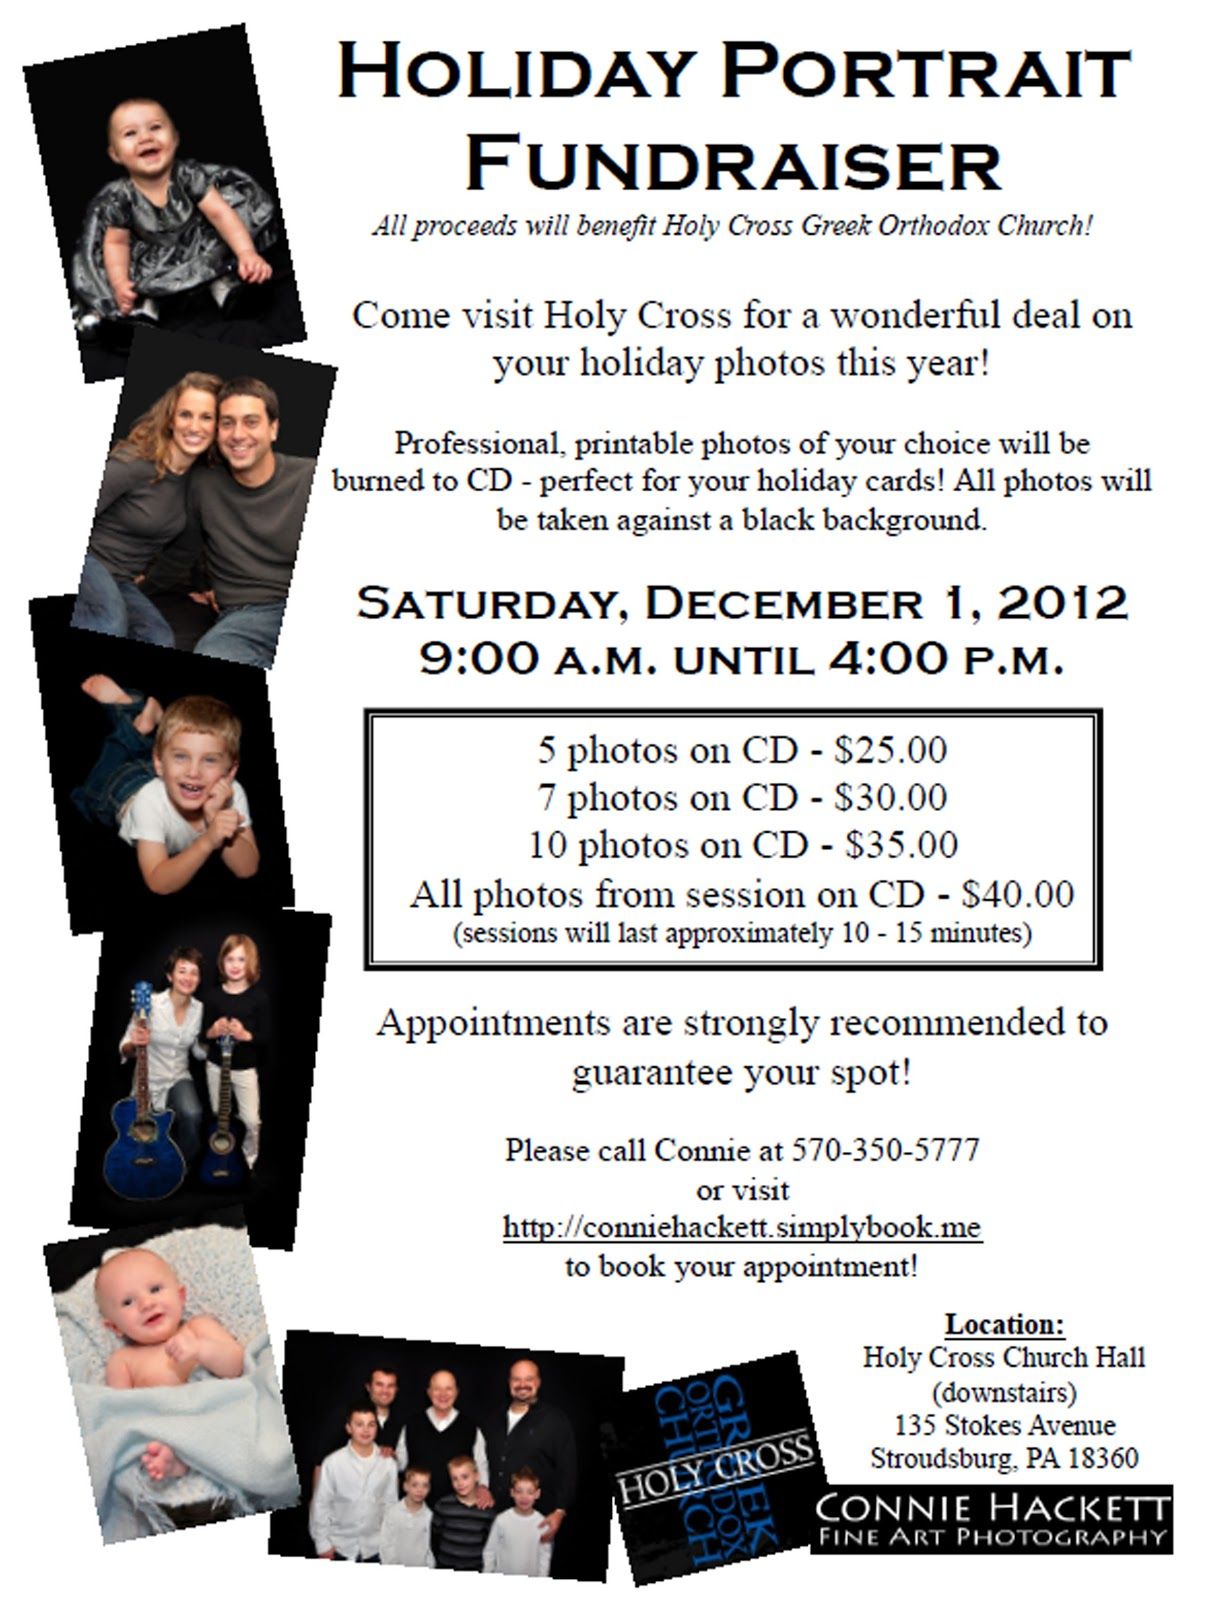 HOLIDAY PORTRAIT
FUNDRAISER
All proceeds will benefit Holy Cross Greek Orthodox Church!
Come visit Holy Cross for a wonderful deal on
your holiday photos this year!
Professional, printable photos of your choice will be
burned to CD - perfect for your holiday cards! All photos will
be taken against a black background.
SATURDAY, DECEMBER 1, 2012
9:00 A.M. UNTIL 4:00 P.M.
5 photos on CD - $25.00
7 photos on CD - $30.00
10 photos on CD - $35.00
All photos from session on CD - $40.00
(sessions will last approximately 10 - 15 minutes)
Appointments are strongly recommended to
guarantee your spot!
Please call Connie at 570-350-5777
or visit
http://conniehackett.simplybook.me
to book your appointment!
Location:
Holy Cross Church Hall
(downstairs)
135 Stokes Avenue
Stroudsburg, PA 18360
GREEK
ORTHODOX
CHURCH
HOLY CROSS
CONNIE HACKETT
FINE ART PHOTOGRAPHY